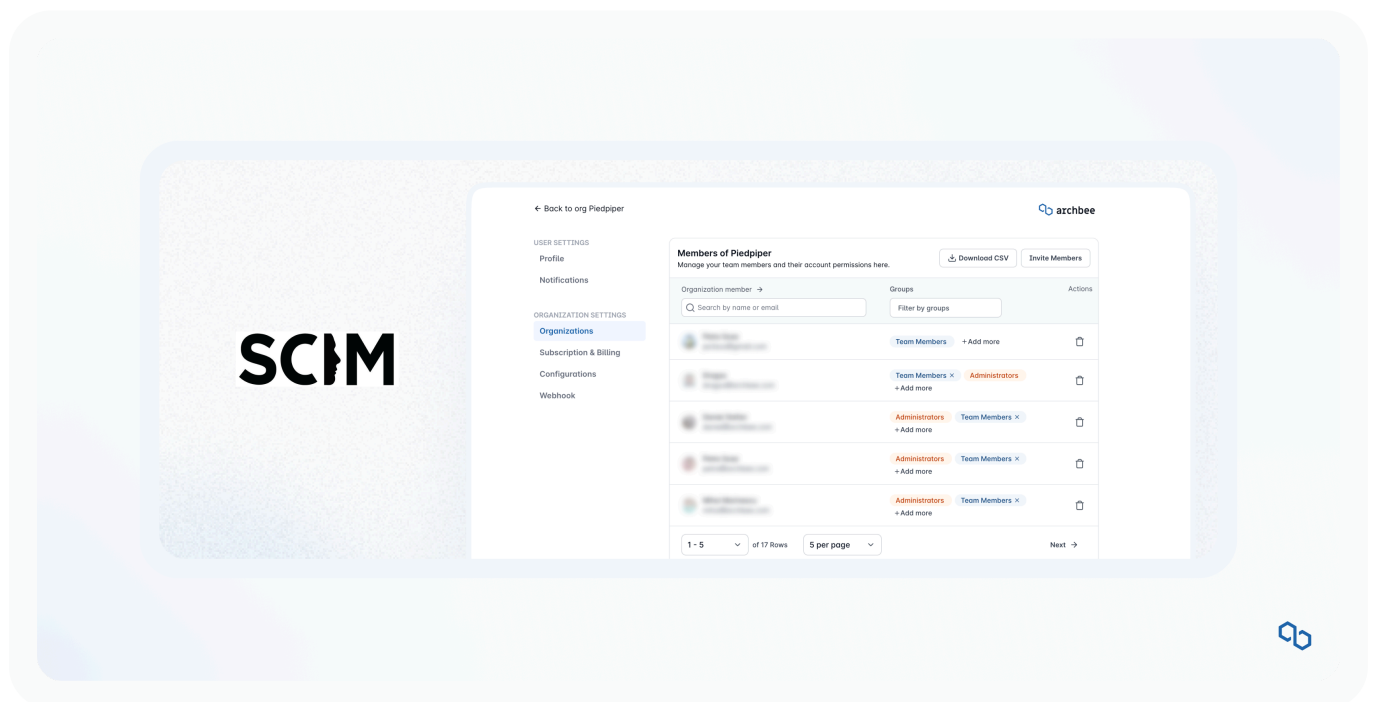 SCIM
← Back to org Piedpiper
archbee
USER SETTINGS
Profile
Notifications
ORGANIZATION SETTINGS
Organizations
Subscription & Billing
Configurations
Webhook
Members of Piedpiper
Manage your team members and their account permissions here.
Download CSV
Invite Members
Organization member →
Groups
Actions
Search by name or email
Filter by groups
Team Members + Add more
Team Members × Administrators
+ Add more
Administrators Team Members ×
+ Add more
Administrators Team Members ×
+ Add more
Administrators Team Members ×
+ Add more
1 - 5
of 17 Rows
5 per page
Next →